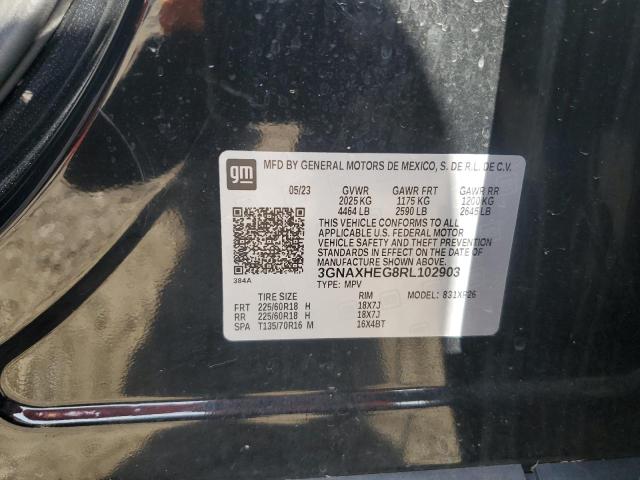 gm
MFD BY GENERAL MOTORS DE MEXICO, S. DE R.L. DE C.V.
05/23 GVWR GAWR FRT GAWR RR
2025 KG 1175 KG 1200 KG
4464 LB 2590 LB 2645 LB
THIS VEHICLE CONFORMS TO ALL
APPLICABLE U.S. FEDERAL MOTOR
VEHICLE SAFETY AND THEFT PREVENTION
STANDARDS IN EFFECT ON THE DATE OF
MANUFACTURE SHOWN ABOVE.
3GNAXHEG8RL102903
384A
TYPE: MPV
TIRE SIZE RIM MODEL: 831XR26
FRT 225/60R18 H 18X7J
RR 225/60R18 H 18X7J
SPA T135/70R16 M 16X4BT